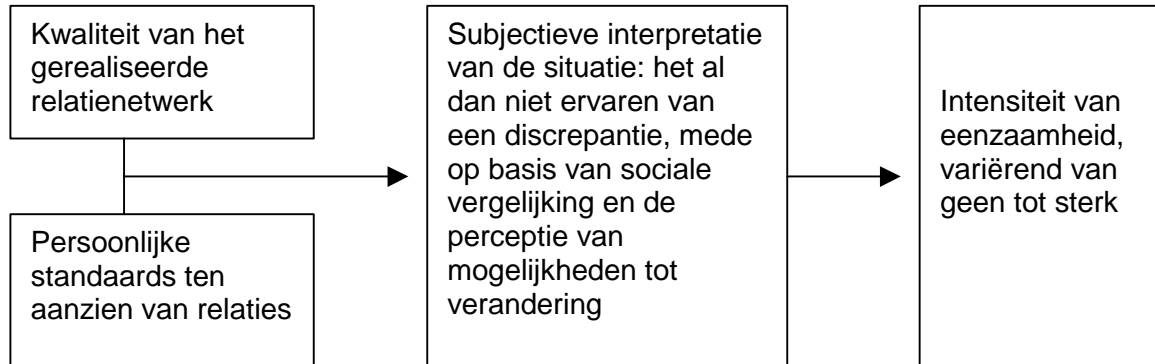 Kwaliteit van het
gerealiseerde
relatienetwerk
Persoonlijke
standaards ten
aanzien van relaties
Subjectieve interpretatie
van de situatie: het al
dan niet ervaren van
een discrepantie, mede
op basis van sociale
vergelijking en de
perceptie van
mogelijkheden tot
verandering
Intensiteit van
eenzaamheid,
variërend van
geen tot sterk